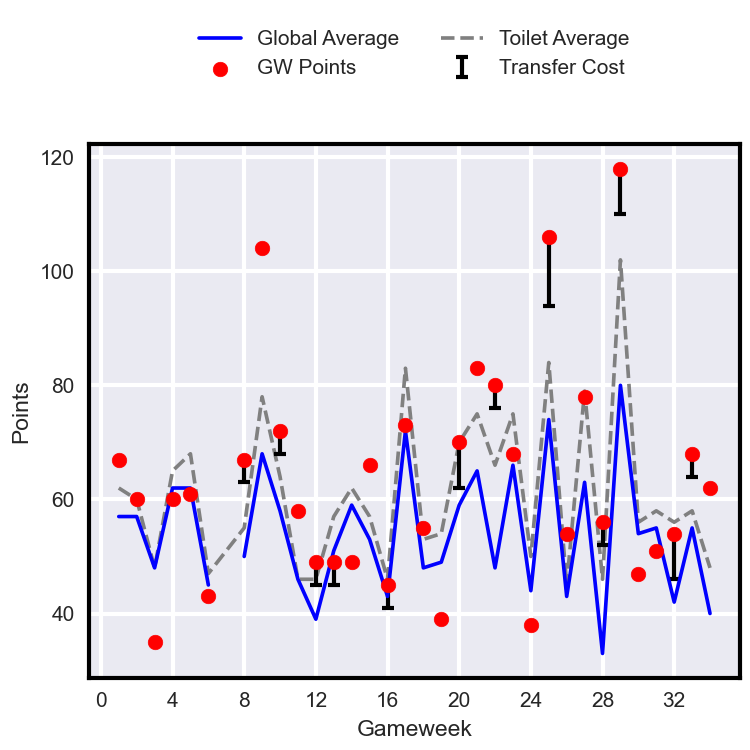 Global Average Toilet Average
GW Points Transfer Cost
120
100
80
60
40
Points
0 4 8 12 16 20 24 28 32
Gameweek